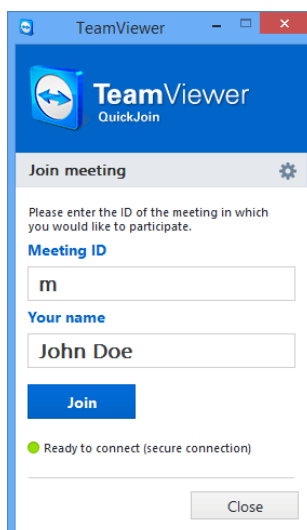 TeamViewer
TeamViewer
QuickJoin
Join meeting
Please enter the ID of the meeting in which
you would like to participate.
Meeting ID
m
Your name
John Doe
Join
Ready to connect (secure connection)
Close